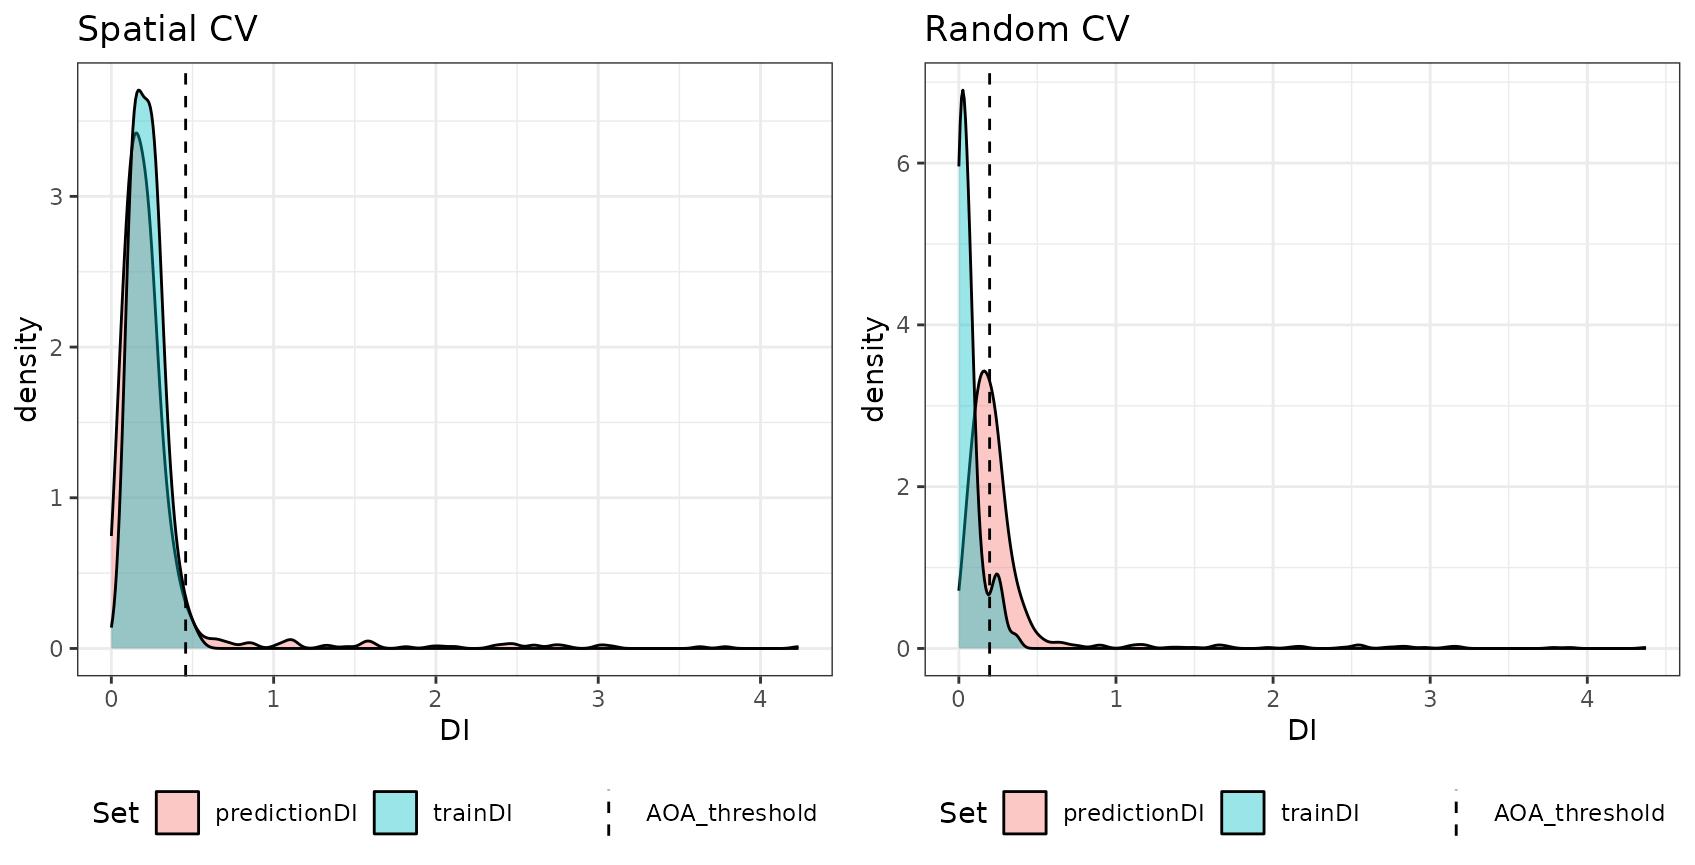 Spatial CV
density
3
2
1
0
0 1 2 3 4
DI
Set predictionDI trainDI AOA_threshold
Random CV
density
6
4
2
0
0 1 2 3 4
DI
Set predictionDI trainDI AOA_threshold